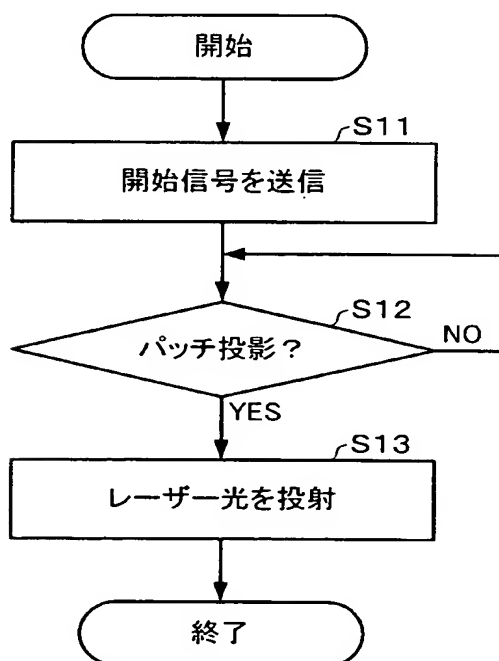 開始
S11
開始信号を送信
S12
パッチ投影？
NO
YES
S13
レーザー光を投射
終了